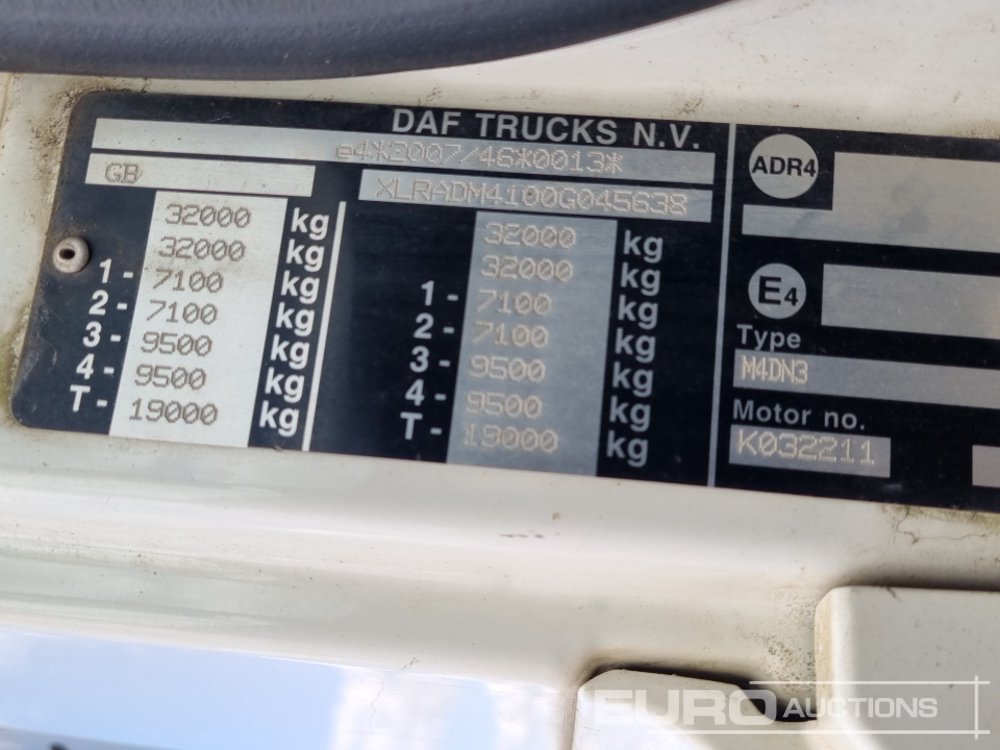 DAF TRUCKS N.V.
e4*2007/46*0013*
GB
XLRADM4100G045638
32000 kg
32000 kg
1- 7100 kg
2- 7100 kg
3- 9500 kg
4- 9500 kg
T- 19000 kg
32000 kg
32000 kg
1- 7100 kg
2- 7100 kg
3- 9500 kg
4- 9500 kg
T- 19000 kg
ADR4
E4
Type
M4DN3
Motor no.
K032211
EURO AUCTIONS